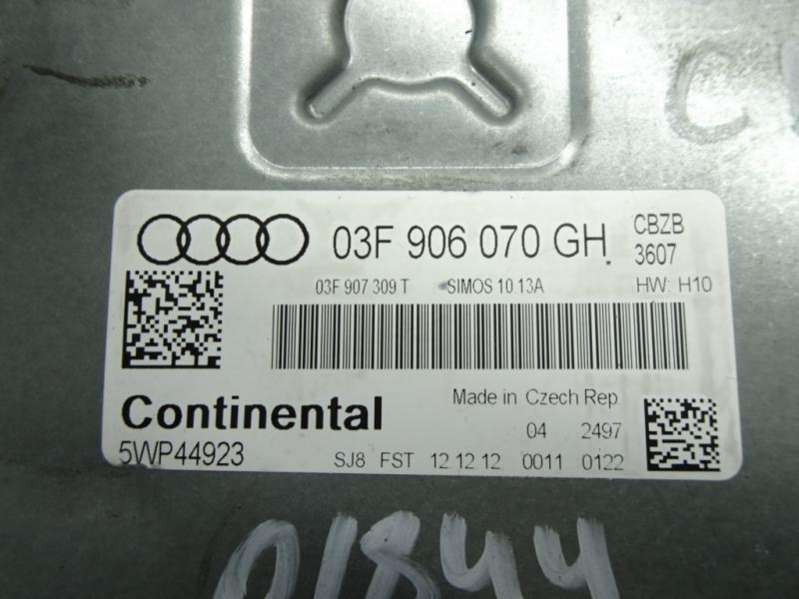 03F 906 070 GH
CBZB
3607
03F 907 309 T SIMOS 10.13A HW: H10
Continental
Made in Czech Rep
04 2497
5WP44923
SJ8 FST 12 12 12 0011 0122
01844